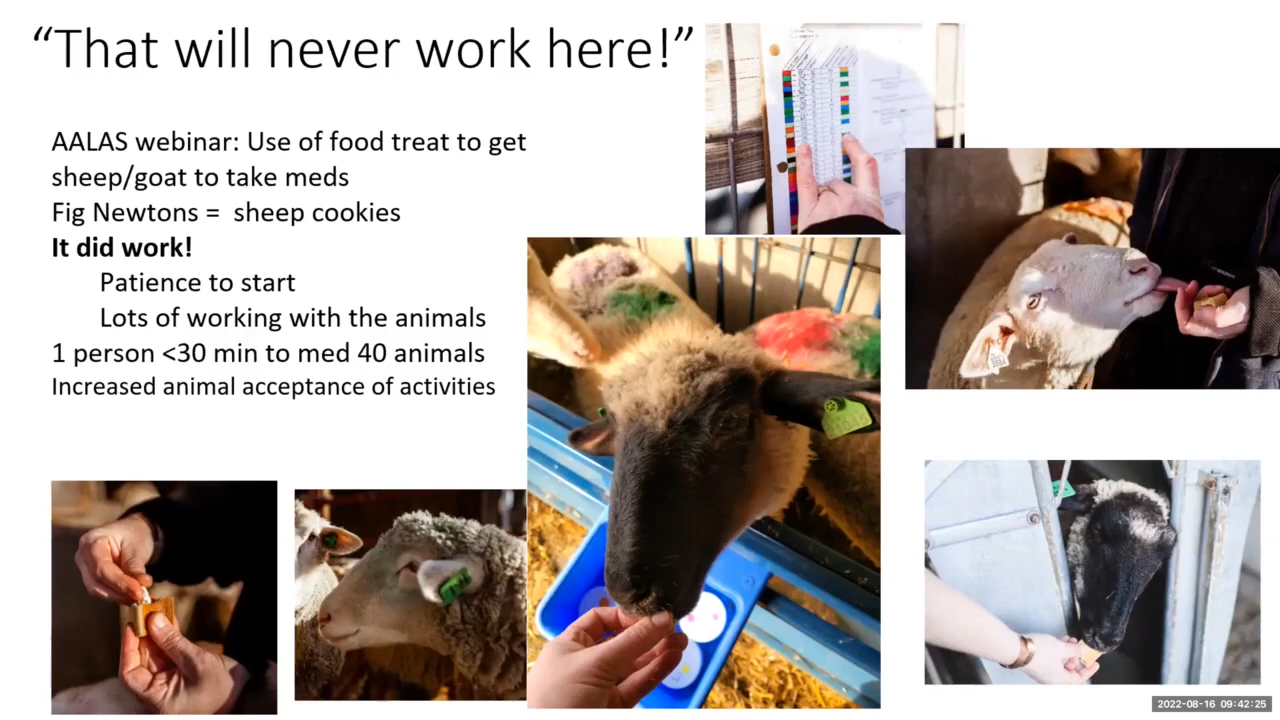 “That will never work here!”
AALAS webinar: Use of food treat to get
sheep/goat to take meds
Fig Newtons =  sheep cookies
It did work!
Patience to start
Lots of working with the animals
1 person <30 min to med 40 animals
Increased animal acceptance of activities
2022-08-16 09:42:25